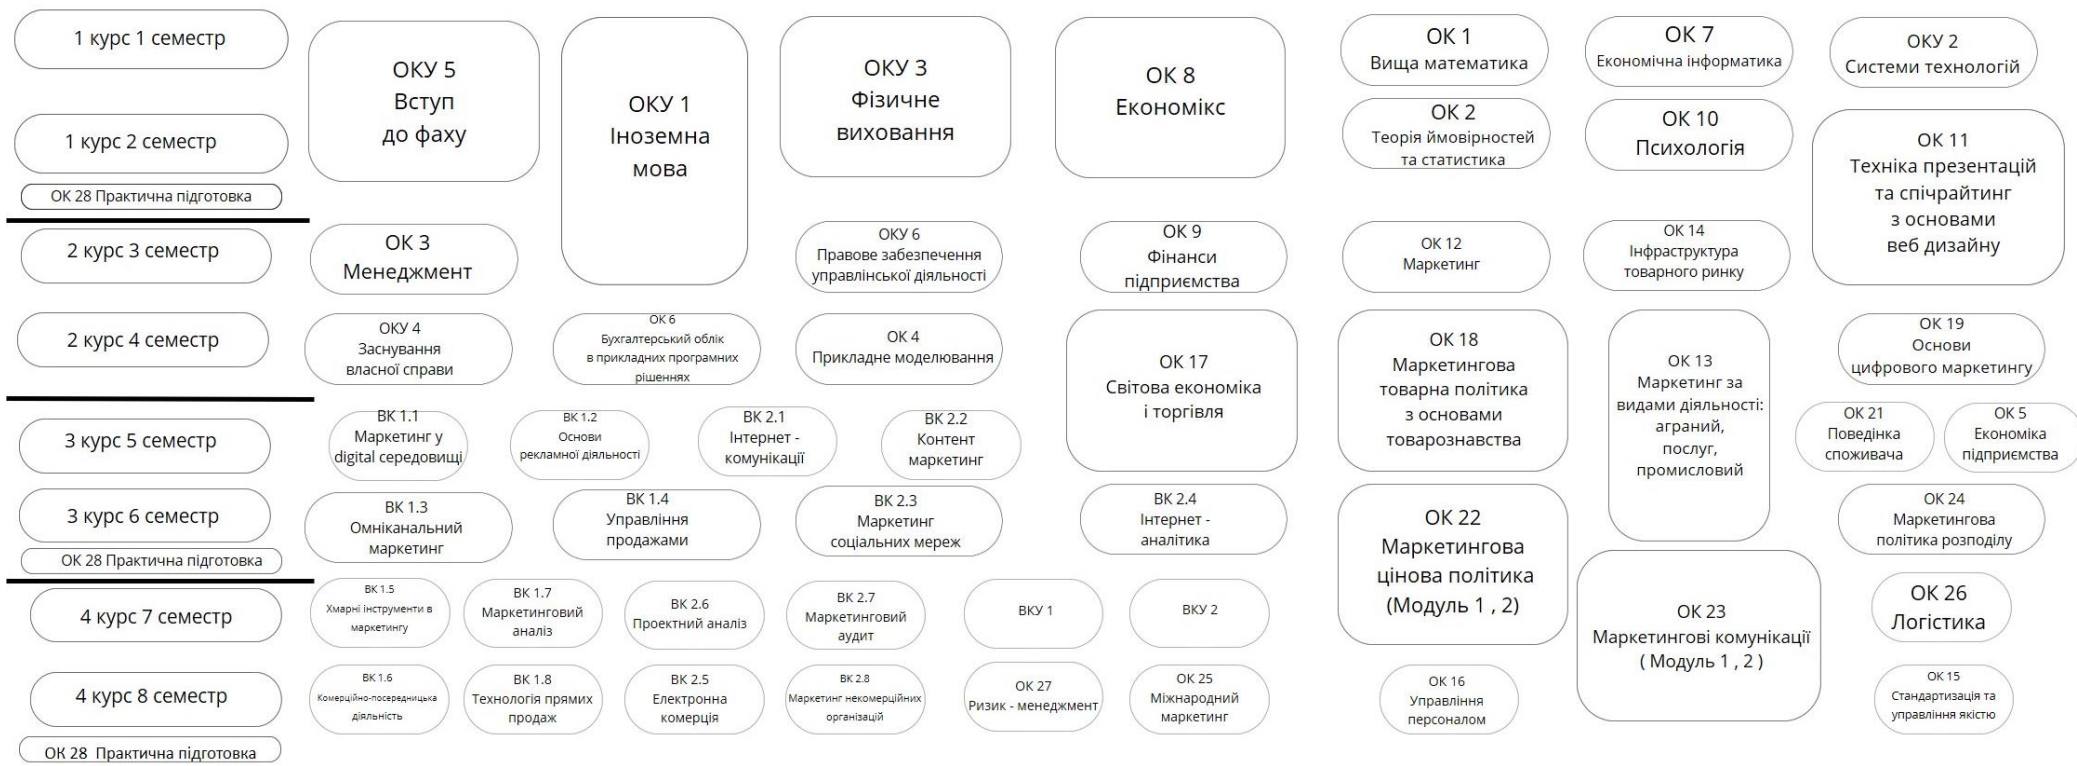 1 курс 1 семестр
ОКУ 5
Вступ
до фаху
ОКУ 1
Іноземна
мова
ОКУ 3
Фізичне
виховання
ОК 8
Економікс
ОК 1
Вища математика
ОК 7
Економічна інформатика
ОКУ 2
Системи технологій
1 курс 2 семестр
ОК 2
Теорія ймовірностей
та статистика
ОК 10
Психологія
ОК 11
Техніка презентацій
та спічрайтинг
з основами
веб дизайну
ОК 28 Практична підготовка
2 курс 3 семестр
ОК 3
Менеджмент
ОКУ 6
Правове забезпечення
управлінської діяльності
ОК 9
Фінанси
підприємства
ОК 12
Маркетинг
ОК 14
Інфраструктура
товарного ринку
2 курс 4 семестр
ОКУ 4
Заснування
власної справи
ОК 6
Бухгалтерський облік
в прикладних програмних
рішеннях
ОК 4
Прикладне моделювання
ОК 17
Світова економіка
і торгівля
ОК 18
Маркетингова
товарна політика
з основами
товарознавства
ОК 13
Маркетинг за
видами діяльності:
аграний,
послуг,
промисловий
ОК 19
Основи
цифрового маркетингу
3 курс 5 семестр
ВК 1.1
Маркетинг у
digital середовищі
ВК 1.2
Основи
рекламної діяльності
ВК 2.1
Інтернет -
комунікації
ВК 2.2
Контент
маркетинг
ОК 21
Поведінка
споживача
ОК 5
Економіка
підприємства
3 курс 6 семестр
ВК 1.3
Омніканальний
маркетинг
ВК 1.4
Управління
продажами
ВК 2.3
Маркетинг
соціальних мереж
ВК 2.4
Інтернет -
аналітика
ОК 22
Маркетингова
цінова політика
(Модуль 1 , 2)
ОК 24
Маркетингова
політика розподілу
ОК 28 Практична підготовка
4 курс 7 семестр
ВК 1.5
Хмарні інструменти в
маркетингу
ВК 1.7
Маркетинговий
аналіз
ВК 2.6
Проектний аналіз
ВК 2.7
Маркетинговий
аудит
ВКУ 1
ВКУ 2
ОК 23
Маркетингові комунікації
( Модуль 1 , 2 )
ОК 26
Логістика
4 курс 8 семестр
ВК 1.6
Комерційно-посередницька
діяльність
ВК 1.8
Технологія прямих
продаж
ВК 2.5
Електронна
комерція
ВК 2.8
Маркетинг некомерційних
організацій
ОК 27
Ризик - менеджмент
ОК 25
Міжнародний
маркетинг
ОК 16
Управління
персоналом
ОК 15
Стандартизація та
управління якістю
ОК 28  Практична підготовка